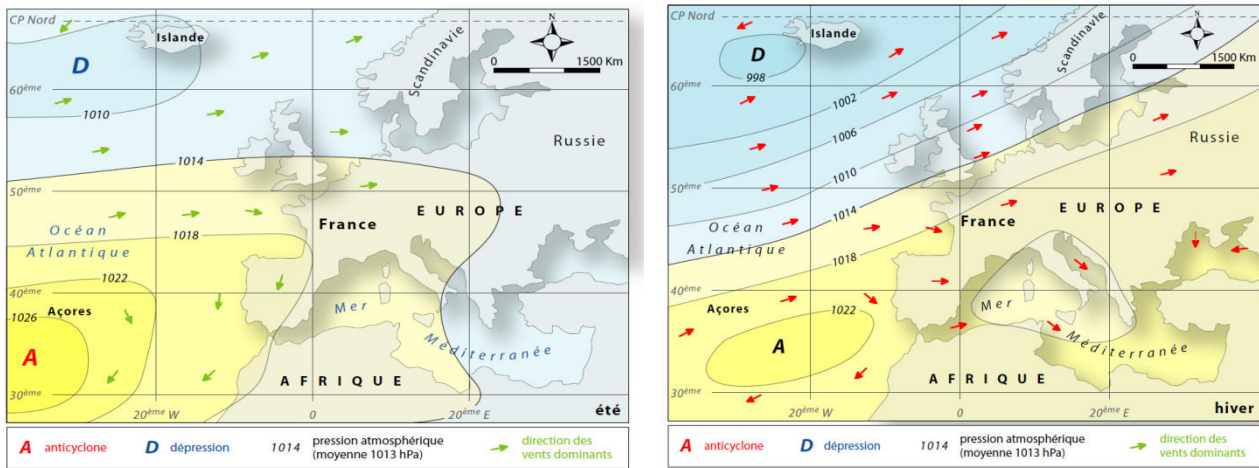 CP Nord
Islande
N
0 1500 Km
D
Scandinavie
60ème
1010
Russie
1014
50ème
EUROPE
France
Océan
Atlantique
1018
1022
40ème
Açores
1026
Mer
Méditerranée
A
AFRIQUE
30ème
20ème W
0
20ème E
été
A anticyclone
D dépression
1014 pression atmosphérique
(moyenne 1013 hPa)
direction des
vents dominants
CP Nord
Islande
N
0 1500 Km
D
998
Scandinavie
60ème
1002
1006
Russie
1010
50ème
1014
EUROPE
France
Océan
Atlantique
1018
40ème
Açores
1022
Mer
Méditerranée
A
AFRIQUE
30ème
20ème W
0
20ème E
hiver
A anticyclone
D dépression
1014 pression atmosphérique
(moyenne 1013 hPa)
direction des
vents dominants